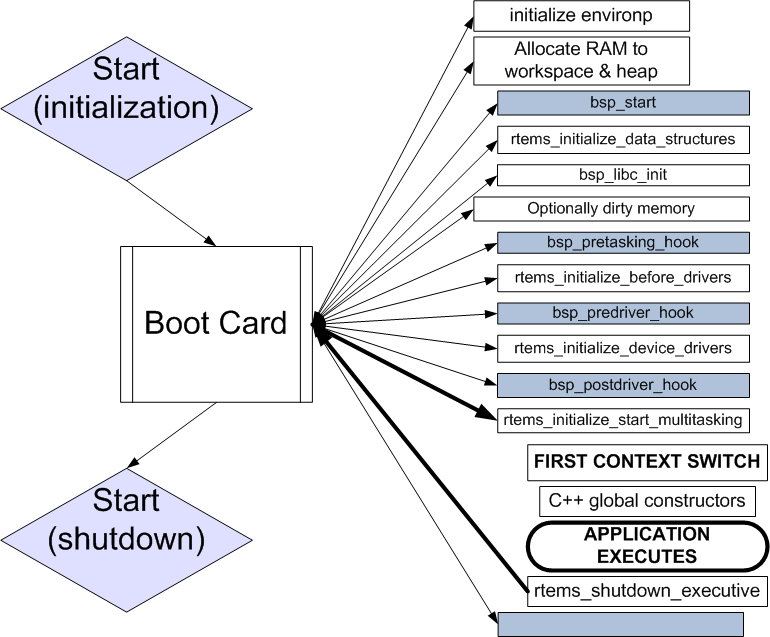 Start
(initialization)
Boot Card
Start
(shutdown)
initialize environp
Allocate RAM to
workspace & heap
bsp_start
rtems_initialize_data_structures
bsp_libc_init
Optionally dirty memory
bsp_pretasking_hook
rtems_initialize_before_drivers
bsp_predriver_hook
rtems_initialize_device_drivers
bsp_postdriver_hook
rtems_initialize_start_multitasking
FIRST CONTEXT SWITCH
C++ global constructors
APPLICATION
EXECUTES
rtems_shutdown_executive